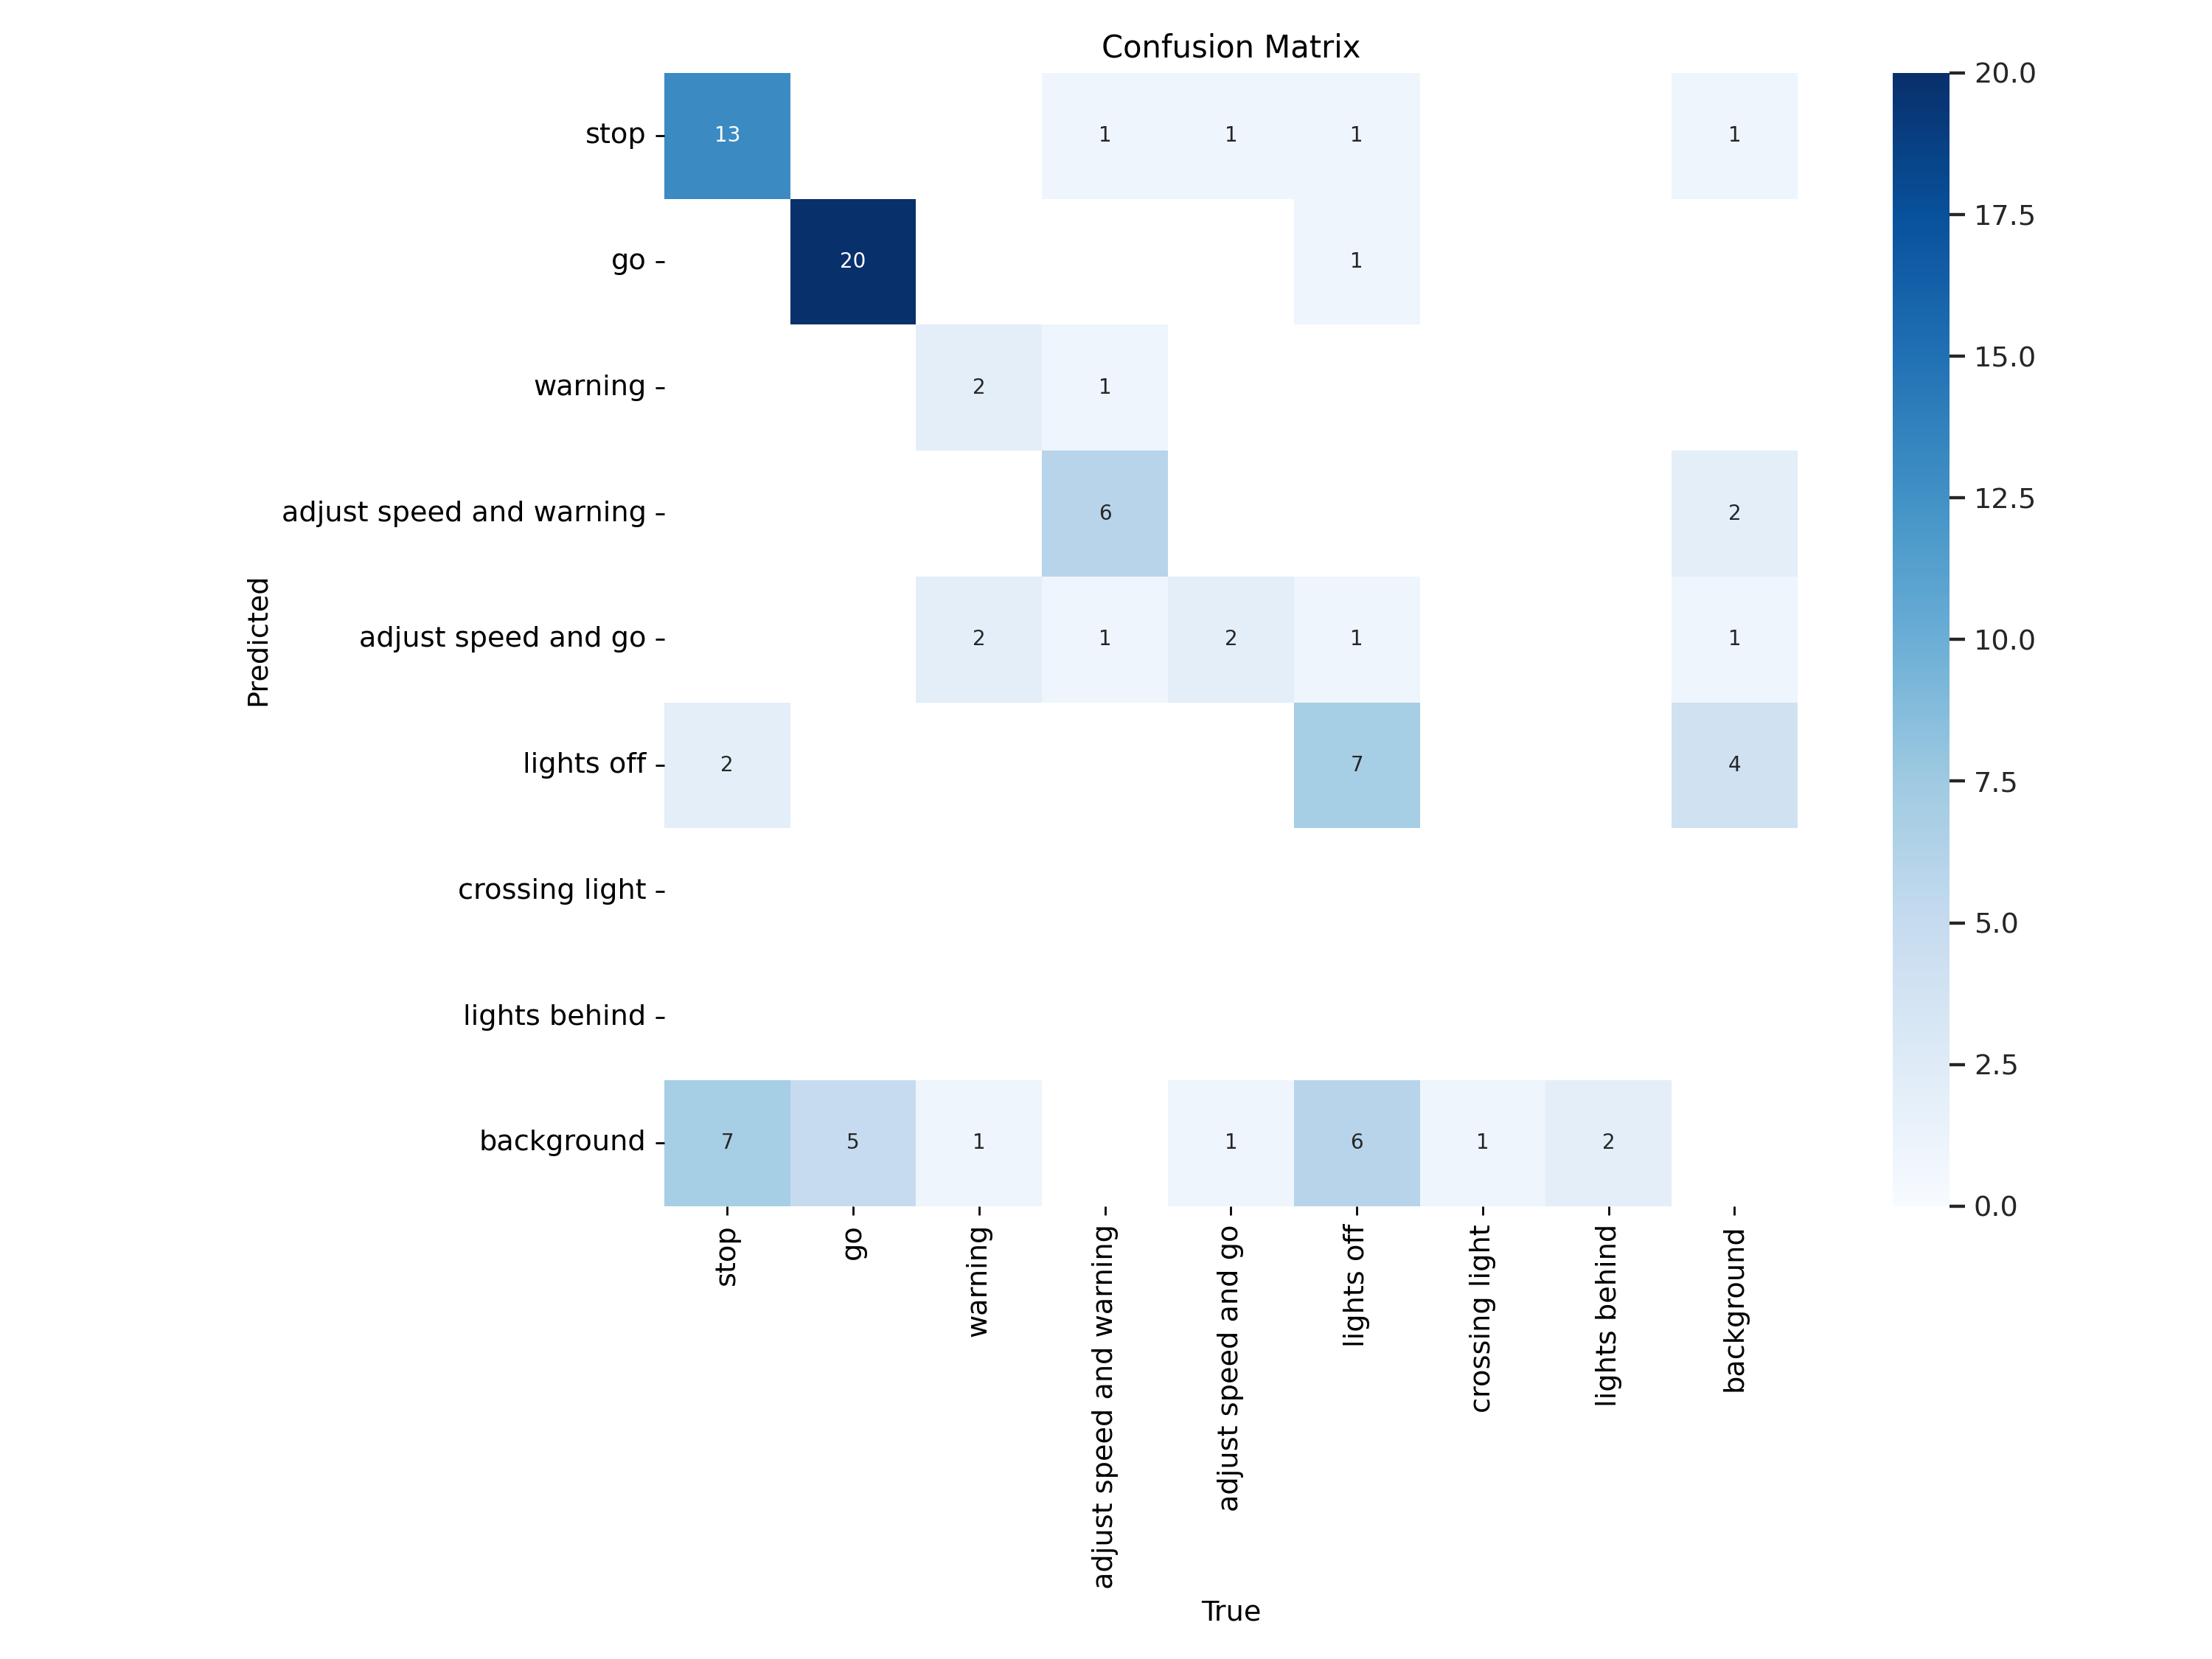 Confusion Matrix
stop
13
1
1
1
1
go
20
1
warning
2
1
adjust speed and warning
6
2
adjust speed and go
2
1
2
1
1
lights off
2
7
4
crossing light
lights behind
background
7
5
1
1
6
1
2
Predicted
stop
go
warning
adjust speed and warning
adjust speed and go
lights off
crossing light
lights behind
background
True
20.0
17.5
15.0
12.5
10.0
7.5
5.0
2.5
0.0